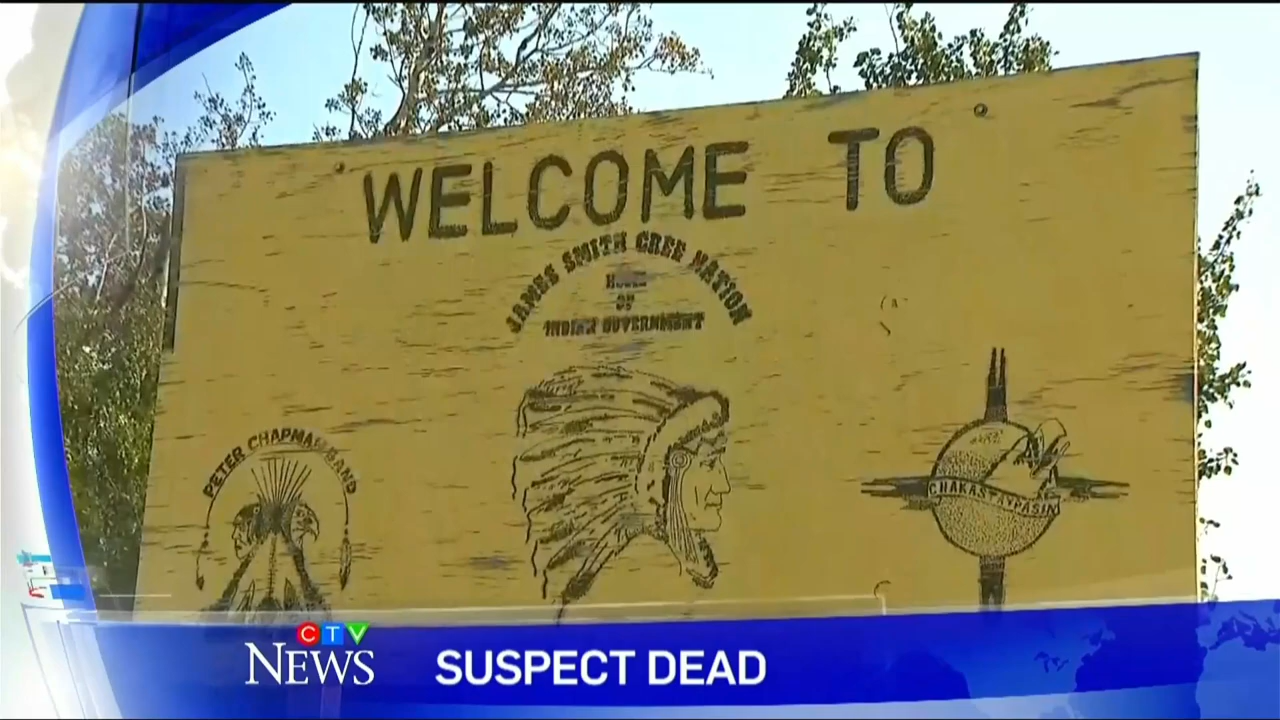 WELCOME TO
JAMES SMITH CREE NATION
HOME
OF
INDIAN GOVERNMENT
PETER CHAPMAN BAND
CHAKASTAYPASIN
CTV
NEWS
SUSPECT DEAD